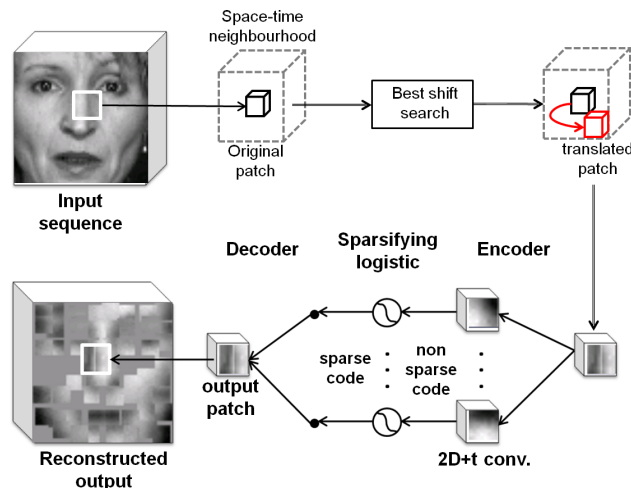 Space-time
neighbourhood
Best shift
search
Original
patch
translated
patch
Input
sequence
Decoder
Sparsifying
logistic
Encoder
sparse
code
non
sparse
code
output
patch
2D+t conv.
Reconstructed
output